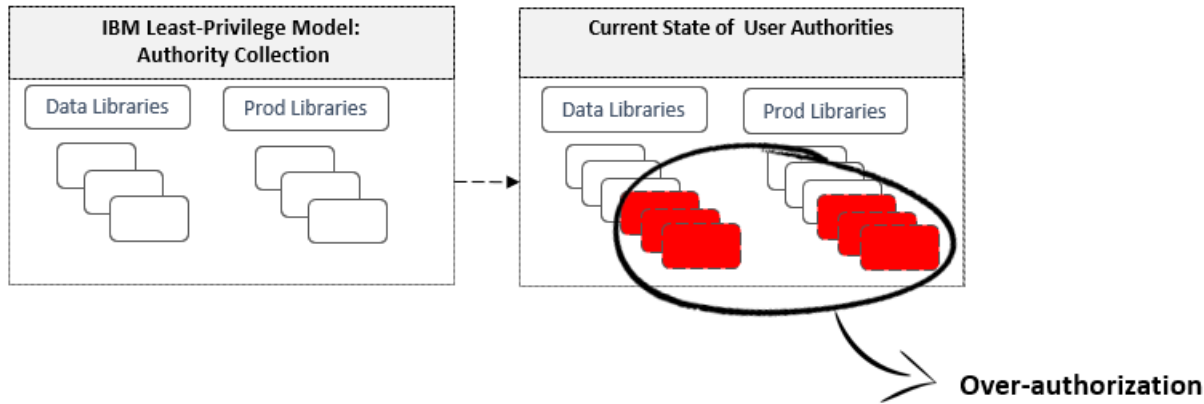 IBM Least-Privilege Model:
Authority Collection
Data Libraries
Prod Libraries
Current State of User Authorities
Data Libraries
Prod Libraries
Over-authorization